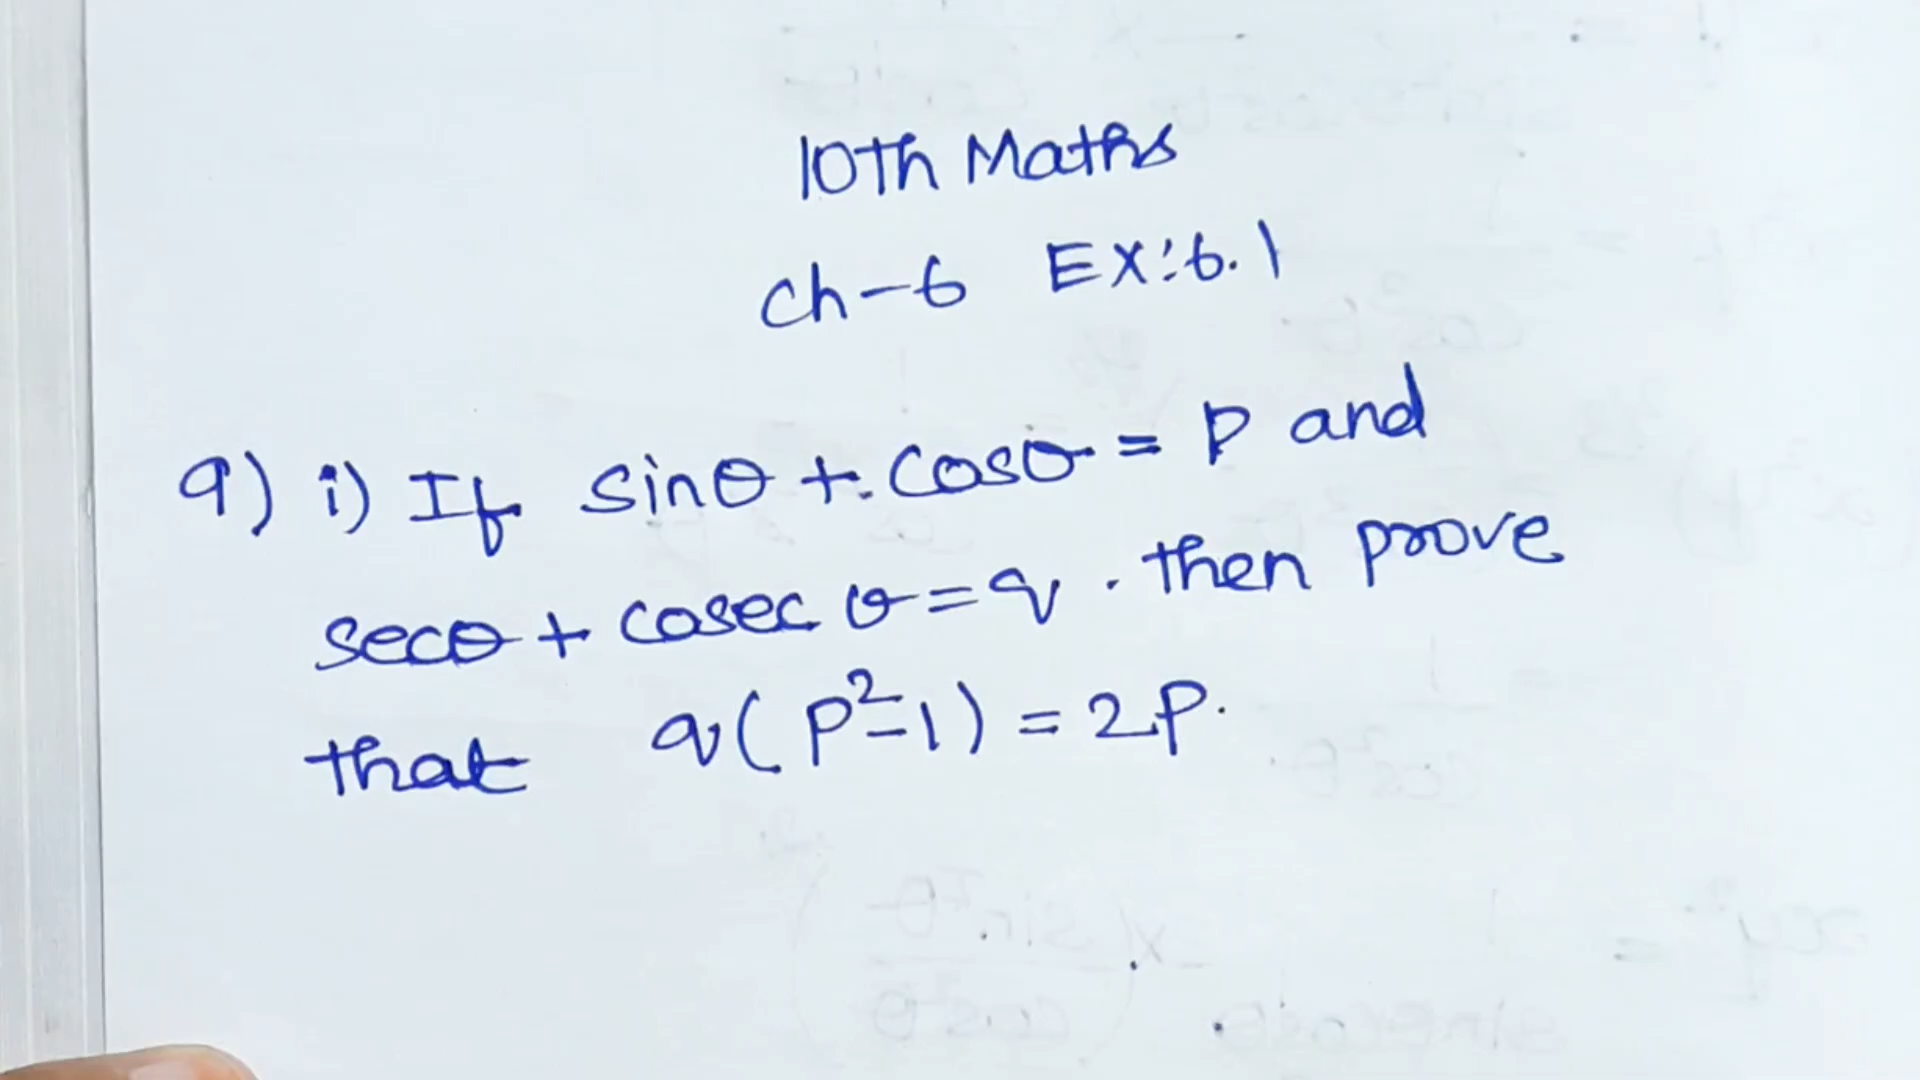 10Th Maths
Ch-6 EX:6.1
9) i) If sinθ + cosθ = P and
secθ + cosec θ = q. then prove
that q(P²-1) = 2P.